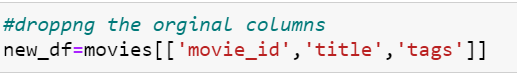 #droppng the orginal columns
new_df=movies[['movie_id','title','tags']]